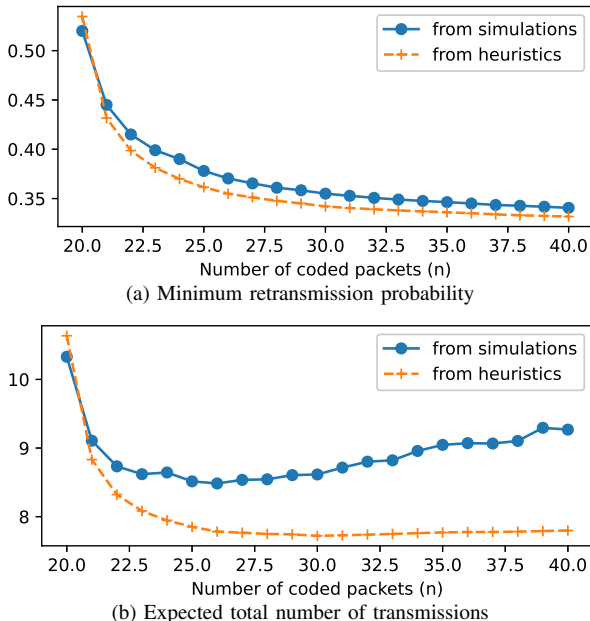 0.50
0.45
0.40
0.35
from simulations
from heuristics
20.0 22.5 25.0 27.5 30.0 32.5 35.0 37.5 40.0
Number of coded packets (n)
(a) Minimum retransmission probability
10
9
8
from simulations
from heuristics
20.0 22.5 25.0 27.5 30.0 32.5 35.0 37.5 40.0
Number of coded packets (n)
(b) Expected total number of transmissions